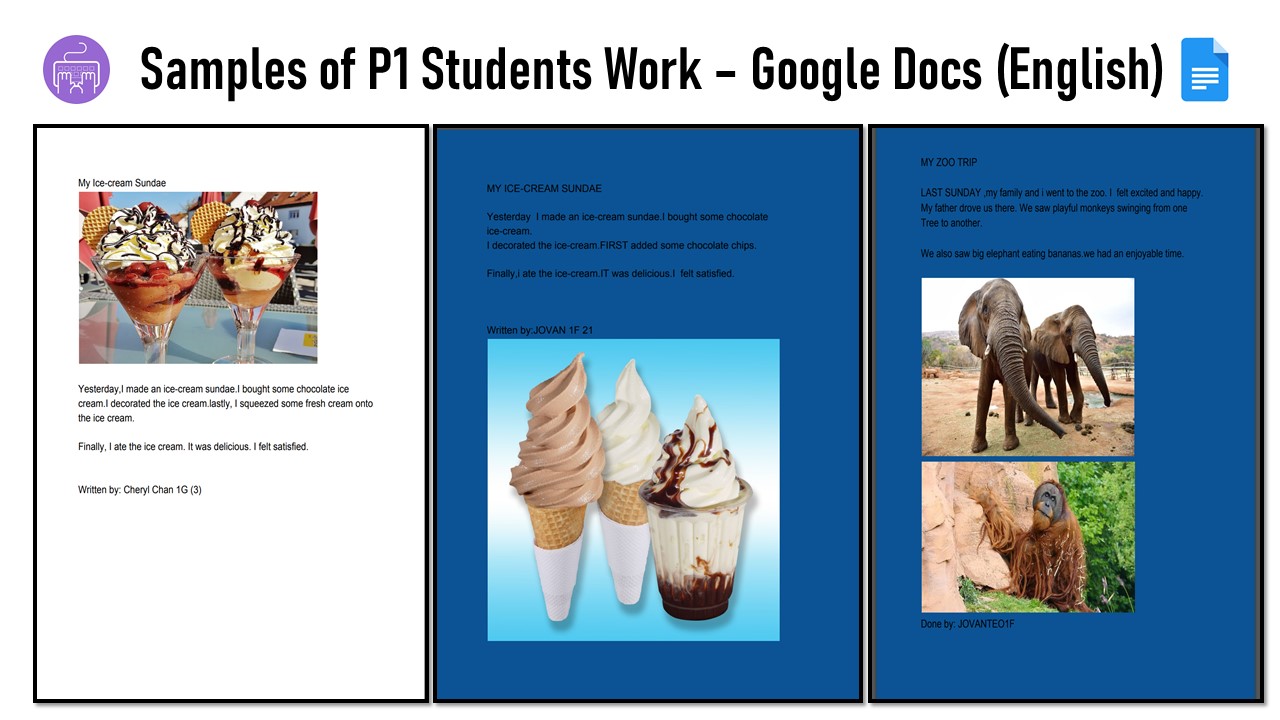 Samples of P1 Students Work – Google Docs (English)
My Ice-cream Sundae
Yesterday,I made an ice-cream sundae.I bought some chocolate ice
cream.I decorated the ice cream.lastly, I squeezed some fresh cream onto
the ice cream.
Finally, I ate the ice cream. It was delicious. I felt satisfied.
Written by: Cheryl Chan 1G (3)
MY ICE-CREAM SUNDAE
Yesterday  I made an ice-cream sundae.I bought some chocolate
ice-cream.
I decorated the ice-cream.FIRST added some chocolate chips.
Finally,i ate the ice-cream.IT was delicious.I  felt satisfied.
Written by:JOVAN 1F 21
MY ZOO TRIP
LAST SUNDAY ,my family and i went to the zoo. I  felt excited and happy.
My father drove us there. We saw playful monkeys swinging from one
Tree to another.
We also saw big elephant eating bananas.we had an enjoyable time.
Done by: JOVANTEO1F